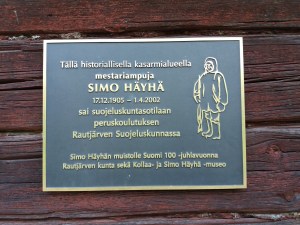 Tällä historiallisella kasarmialueella
mestariampuja
SIMO HÄYHÄ
17.12.1905 - 1.4.2002
sai suojeluskuntasotilaan
peruskoulutuksen
Rautjärven Suojeluskunnassa
Simo Häyhän muistolle Suomi 100 -juhlavuonna
Rautjärven kunta sekä Kollaa- ja Simo Häyhä -museo